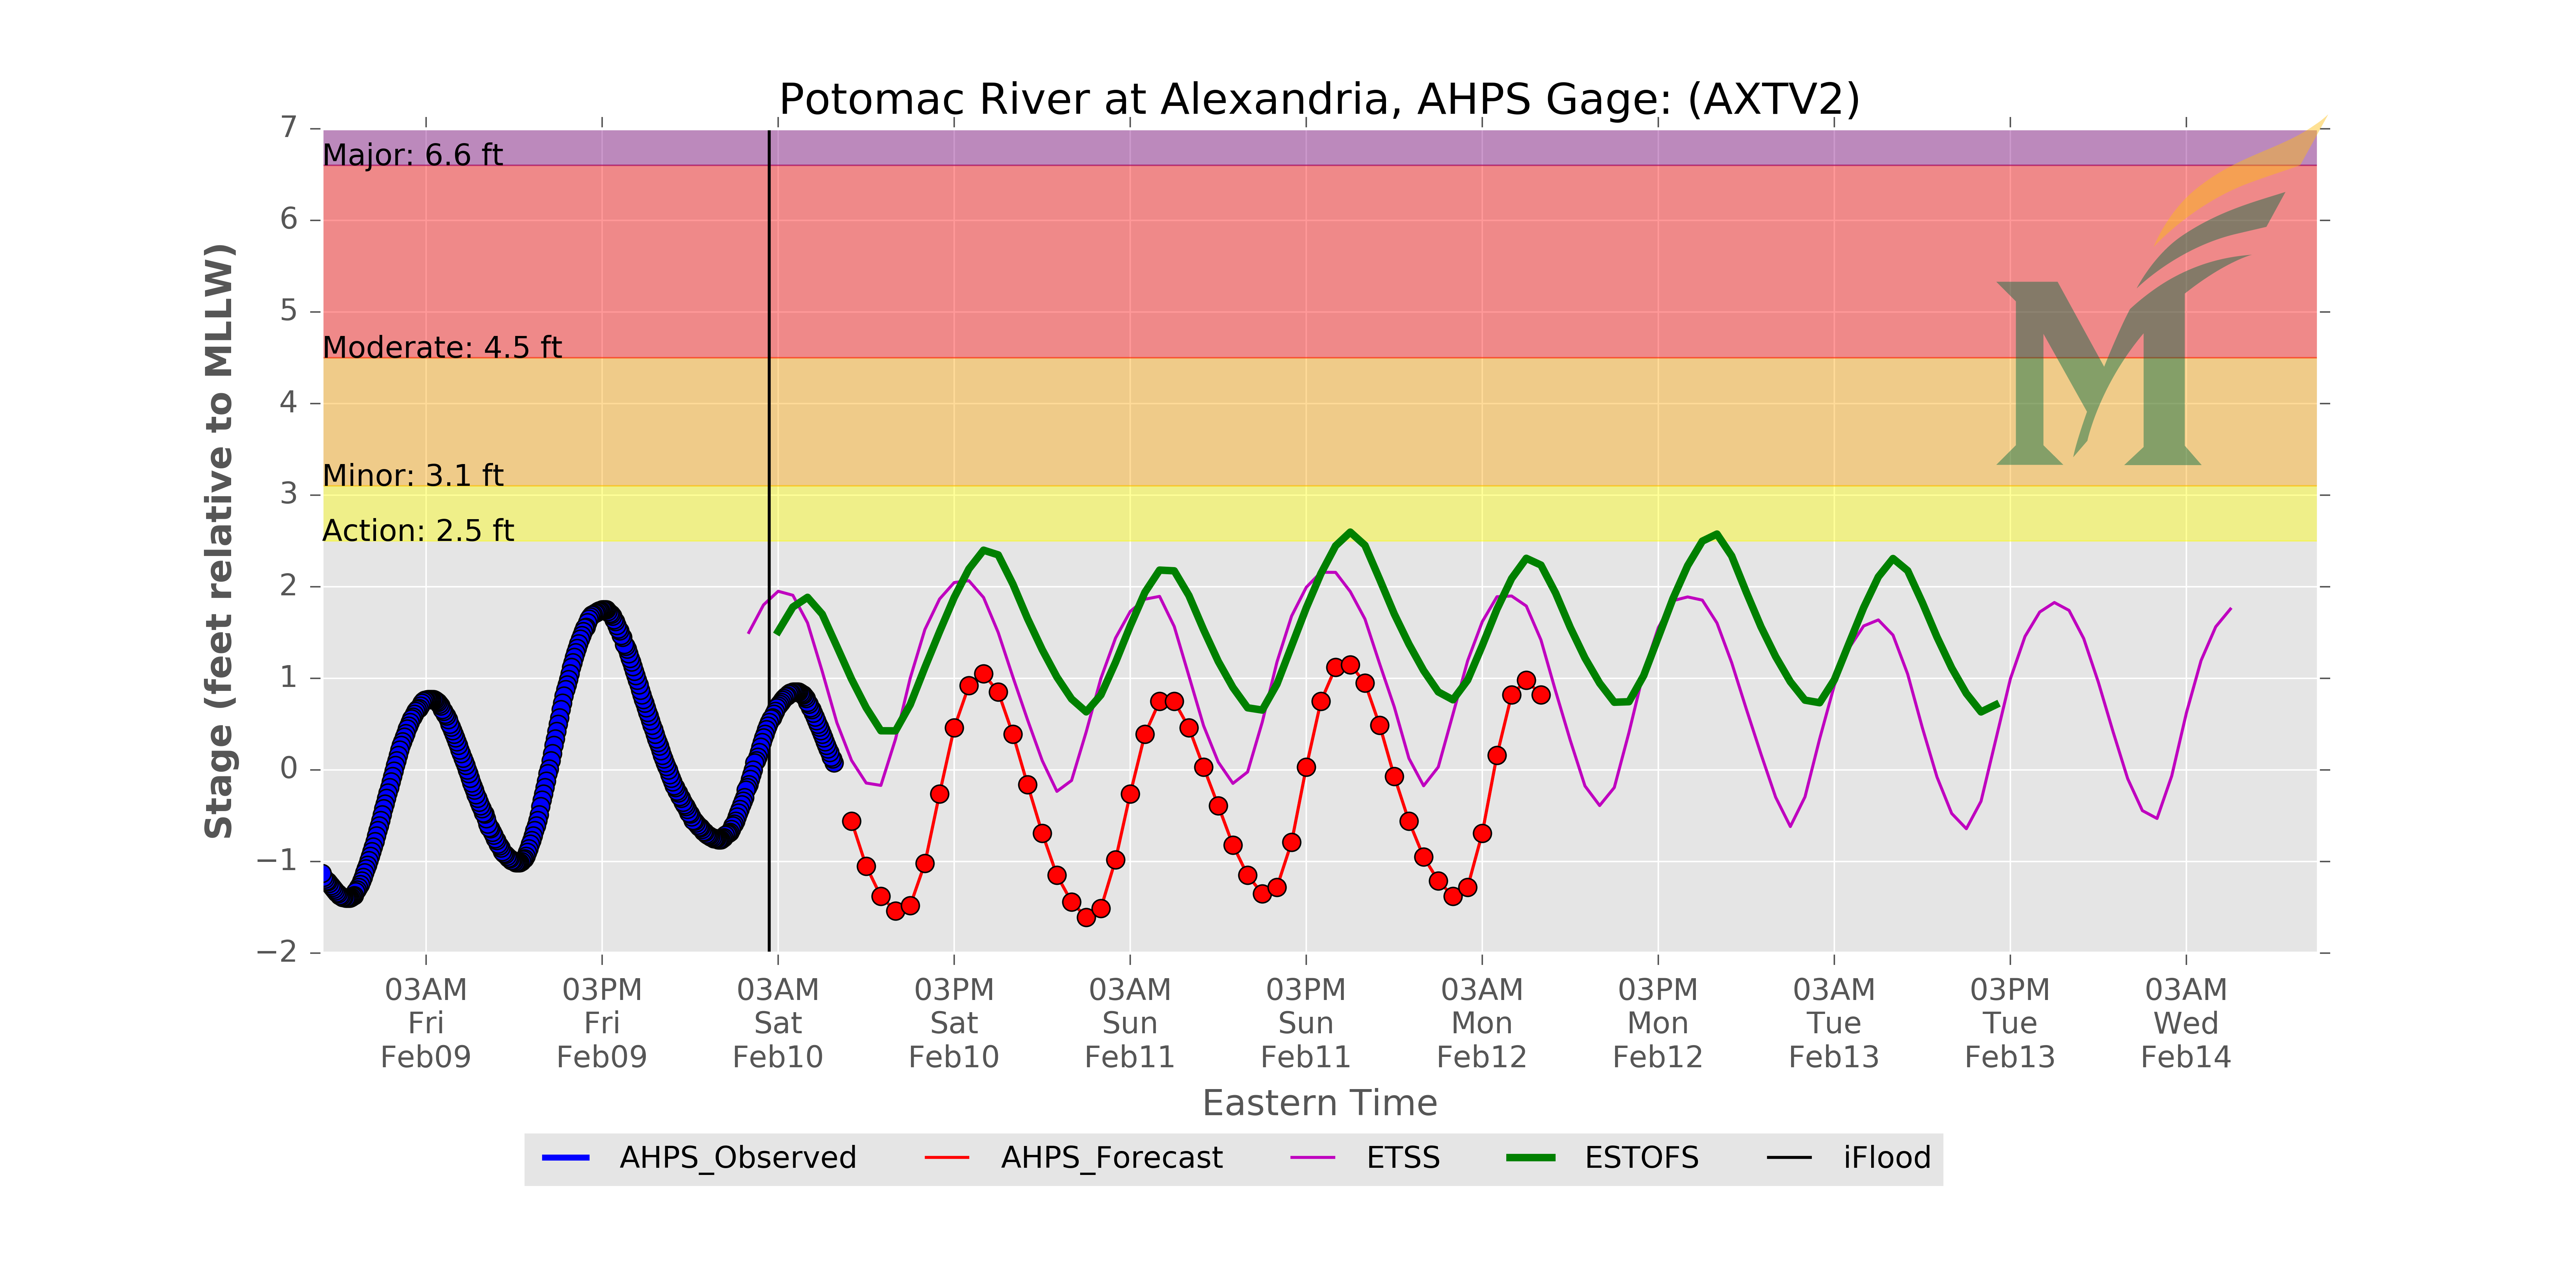 Potomac River at Alexandria, AHPS Gage: (AXTV2)
7
Major: 6.6 ft
6
5
Moderate: 4.5 ft
4
Minor: 3.1 ft
3
Action: 2.5 ft
2
1
0
−1
−2
Stage (feet relative to MLLW)
03AM 03PM 03AM 03PM 03AM 03PM 03AM 03PM 03AM 03PM 03AM
Fri Fri Sat Sat Sun Sun Mon Mon Tue Tue Wed
Feb09 Feb09 Feb10 Feb10 Feb11 Feb11 Feb12 Feb12 Feb13 Feb13 Feb14
Eastern Time
AHPS_Observed AHPS_Forecast ETSS ESTOFS iFlood